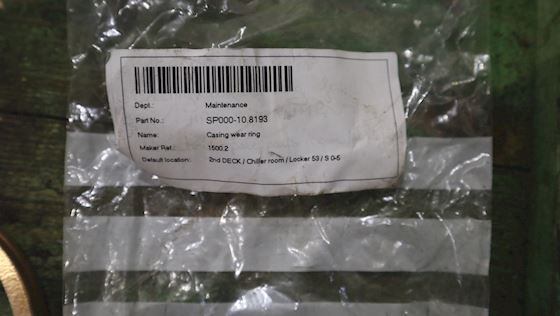 Dept.: Maintenance
Part No.: SP000-10.8193
Name: Casing wear ring
Maker Ref.: 1500.2
Default location: 2nd DECK / Chiller room / Locker 53 / S 0-5